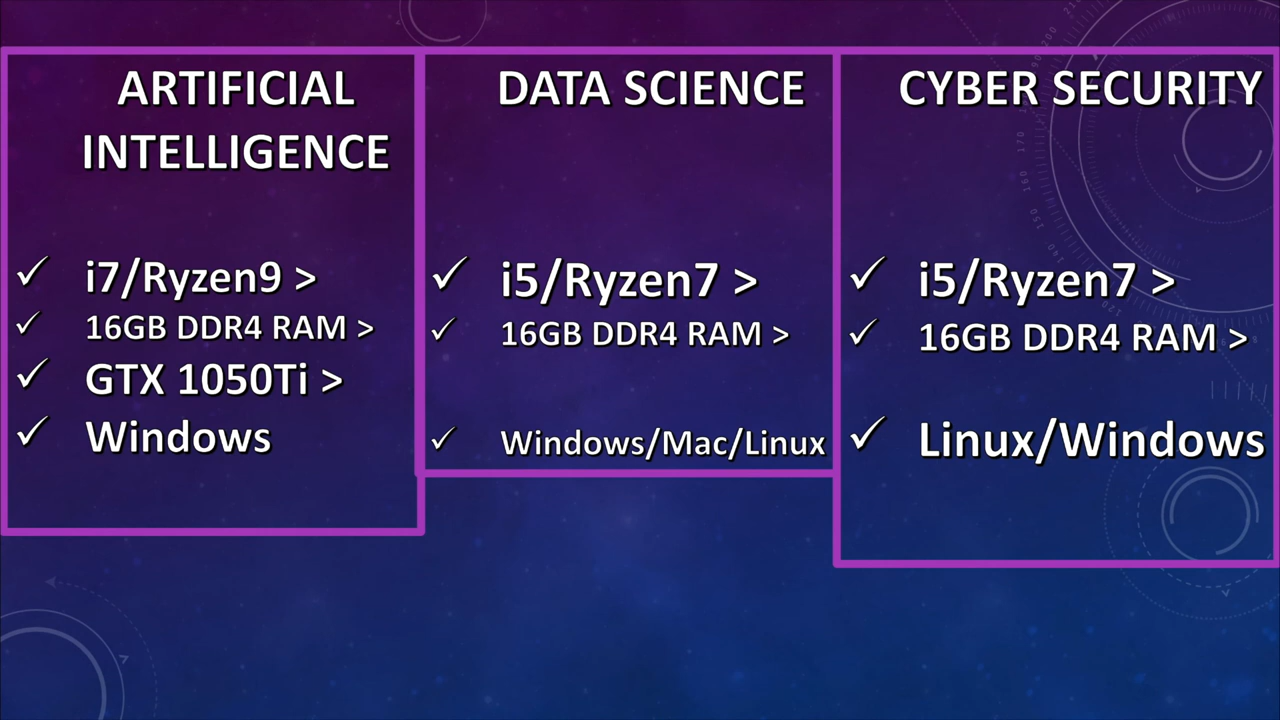 ARTIFICIAL
INTELLIGENCE
✓ i7/Ryzen9 >
✓ 16GB DDR4 RAM >
✓ GTX 1050Ti >
✓ Windows
DATA SCIENCE
✓ i5/Ryzen7 >
✓ 16GB DDR4 RAM >
✓ Windows/Mac/Linux
CYBER SECURITY
✓ i5/Ryzen7 >
✓ 16GB DDR4 RAM >
✓ Linux/Windows